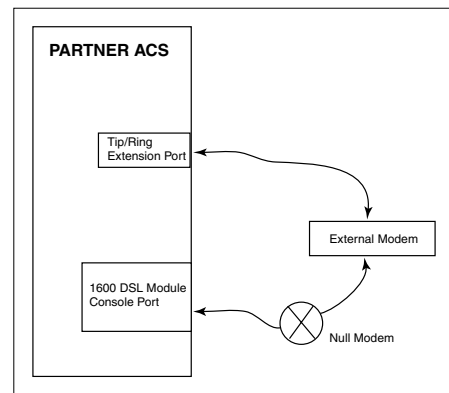 PARTNER ACS
Tip/Ring
Extension Port
External Modem
1600 DSL Module
Console Port
Null Modem